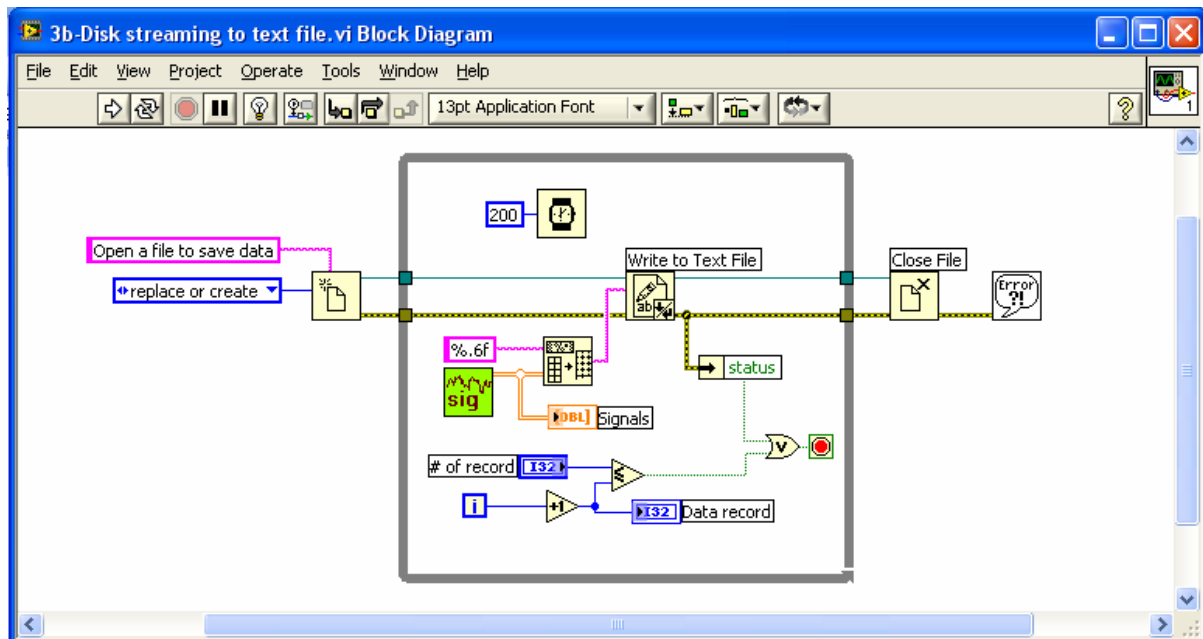 3b-Disk streaming to text file.vi Block Diagram
File Edit View Project Operate Tools Window Help
13pt Application Font
?
1
200
Open a file to save data
replace or create
Write to Text File
ab
Close File
Error
?!
%.6f
sig
DBL]
Signals
status
V
# of record
I32
≤
i
+1
I32
Data record